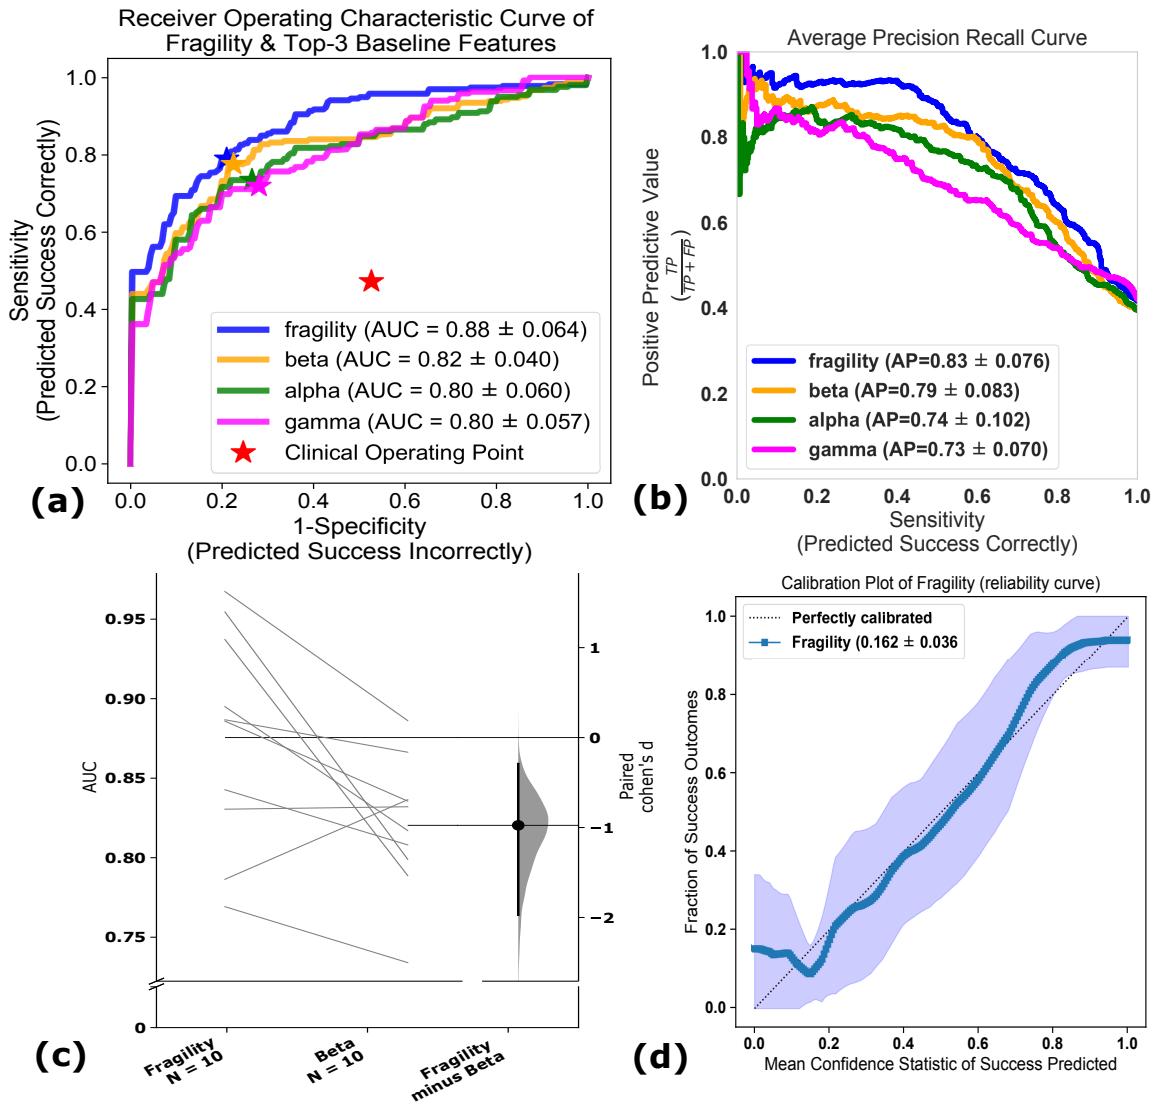 Receiver Operating Characteristic Curve of
Fragility & Top-3 Baseline Features
Sensitivity
(Predicted Success Correctly)
1.0
0.8
0.6
0.4
0.2
0.0
fragility (AUC = 0.88 ± 0.064)
beta (AUC = 0.82 ± 0.040)
alpha (AUC = 0.80 ± 0.060)
gamma (AUC = 0.80 ± 0.057)
Clinical Operating Point
0.0 0.2 0.4 0.6 0.8 1.0
1-Specificity
(Predicted Success Incorrectly)
(a)
Average Precision Recall Curve
Positive Predictive Value
(TP / TP + FP)
1.0
0.8
0.6
0.4
0.2
0.0
fragility (AP=0.83 ± 0.076)
beta (AP=0.79 ± 0.083)
alpha (AP=0.74 ± 0.102)
gamma (AP=0.73 ± 0.070)
0.0 0.2 0.4 0.6 0.8 1.0
Sensitivity
(Predicted Success Correctly)
(b)
AUC
0.95
0.90
0.85
0.80
0.75
0
1
0
−1
−2
Paired
cohen's d
Fragility
N = 10
Beta
N = 10
Fragility
minus Beta
(c)
Calibration Plot of Fragility (reliability curve)
Perfectly calibrated
Fragility (0.162 ± 0.036
Fraction of Success Outcomes
1.0
0.8
0.6
0.4
0.2
0.0
0.0 0.2 0.4 0.6 0.8 1.0
Mean Confidence Statistic of Success Predicted
(d)